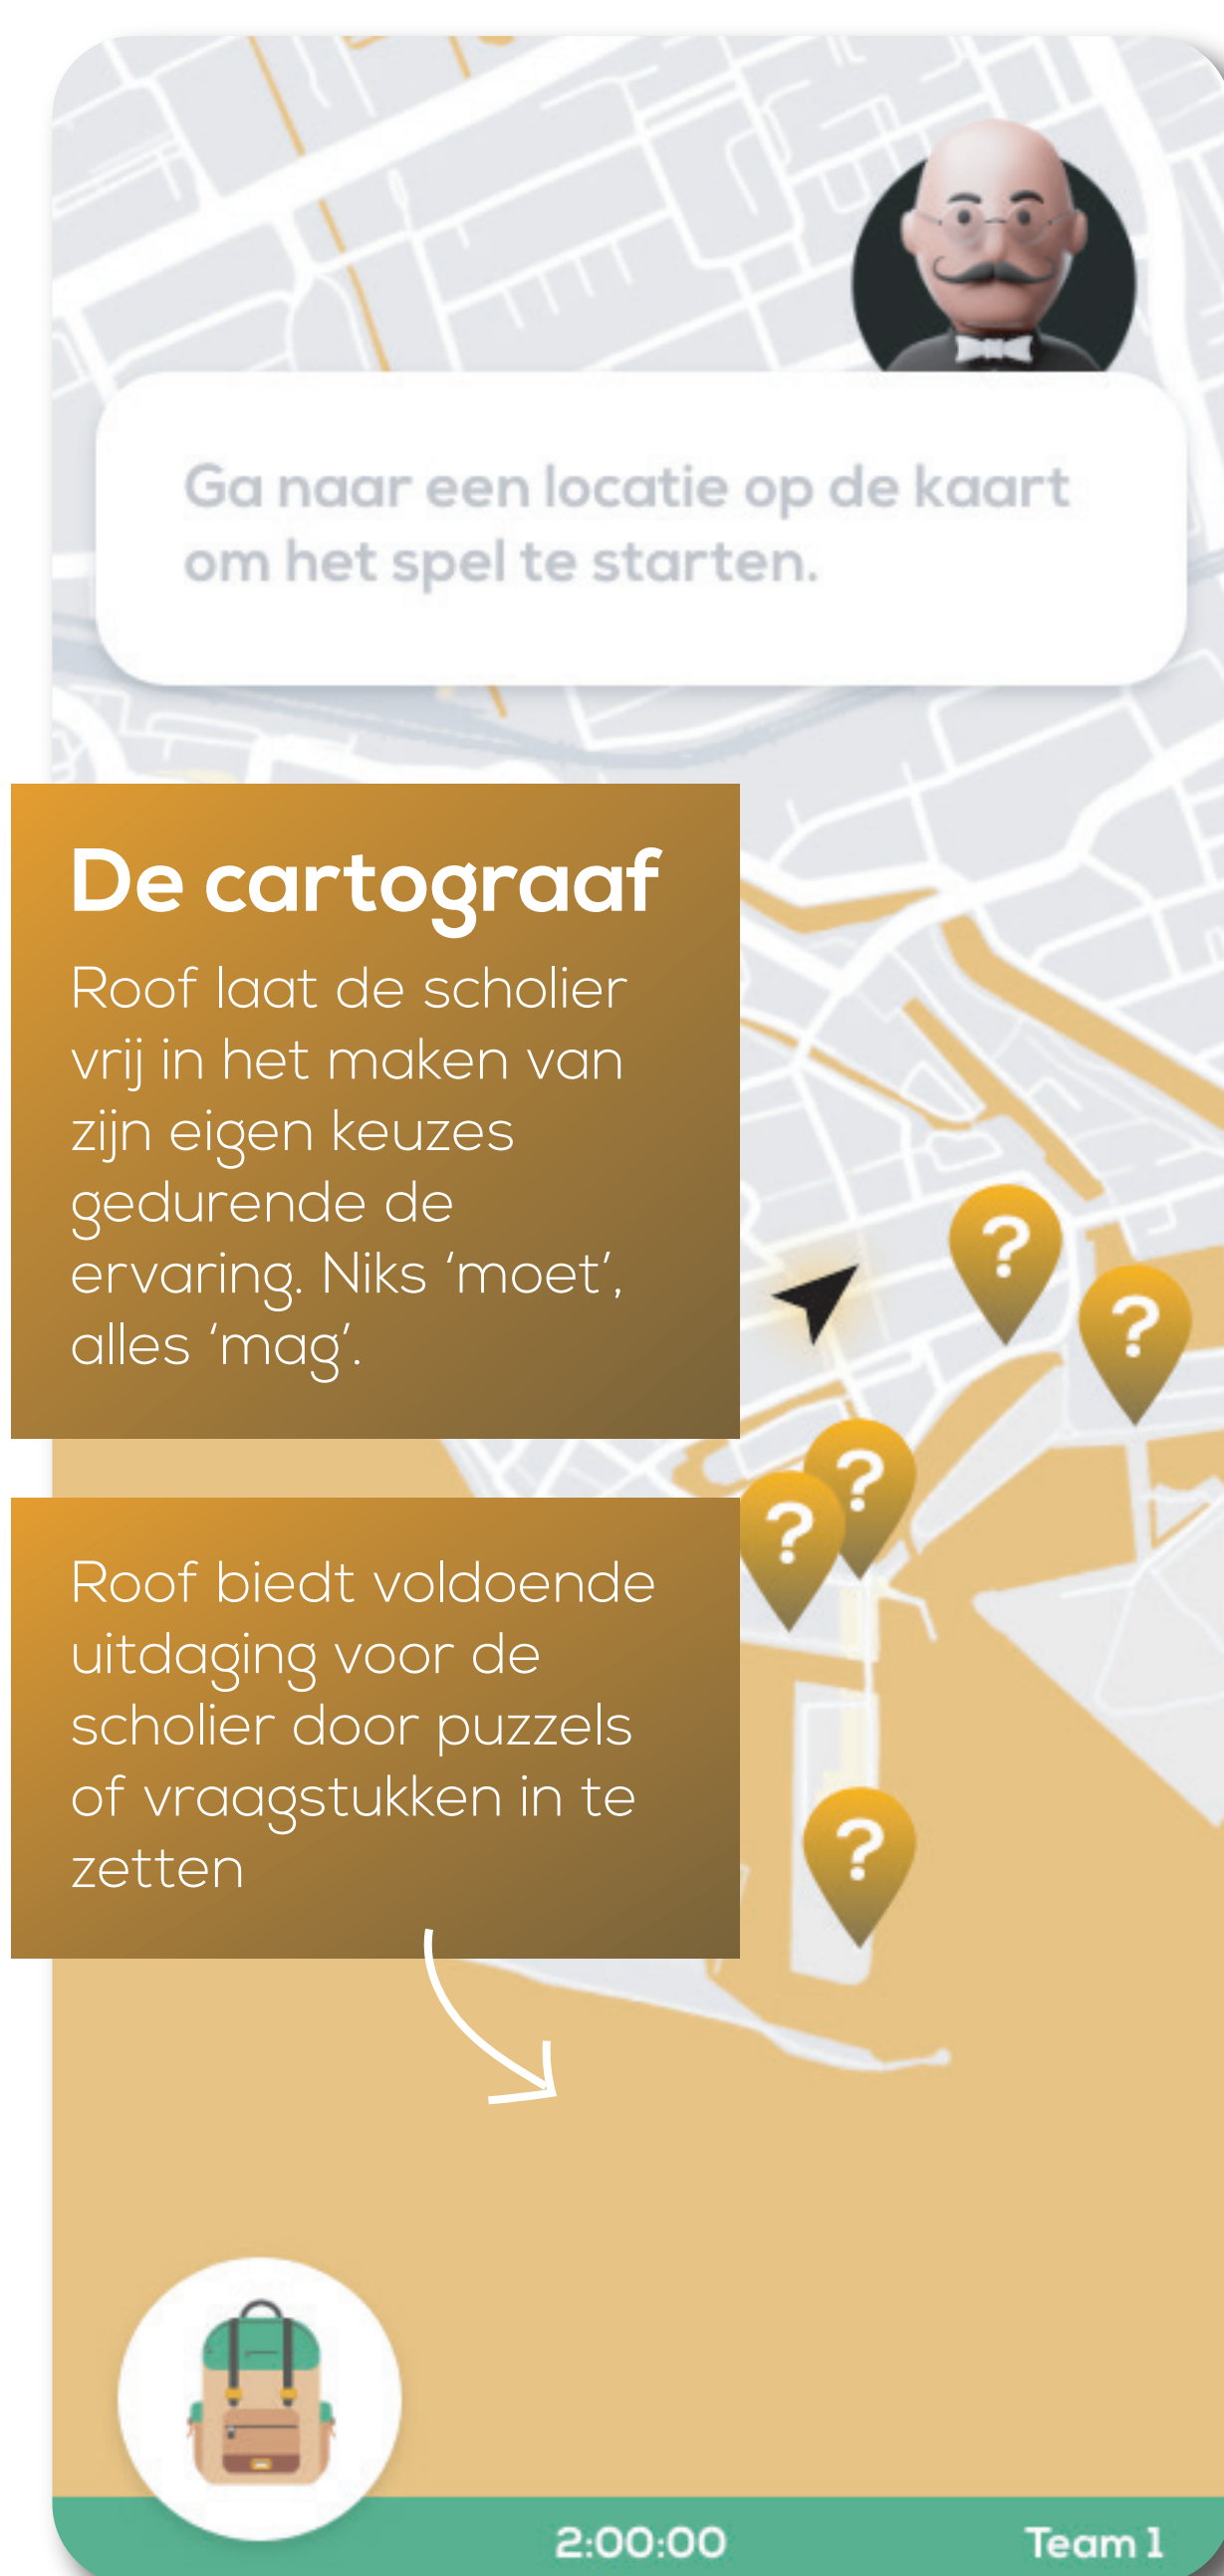 Ga naar een locatie op de kaart
om het spel te starten.
De cartograaf
Roof laat de scholier
vrij in het maken van
zijn eigen keuzes
gedurende de
ervaring. Niks ‘moet’,
alles ‘mag’.
?
?
?
?
Roof biedt voldoende
uitdaging voor de
scholier door puzzels
of vraagstukken in te
zetten
?
2:00:00 Team 1